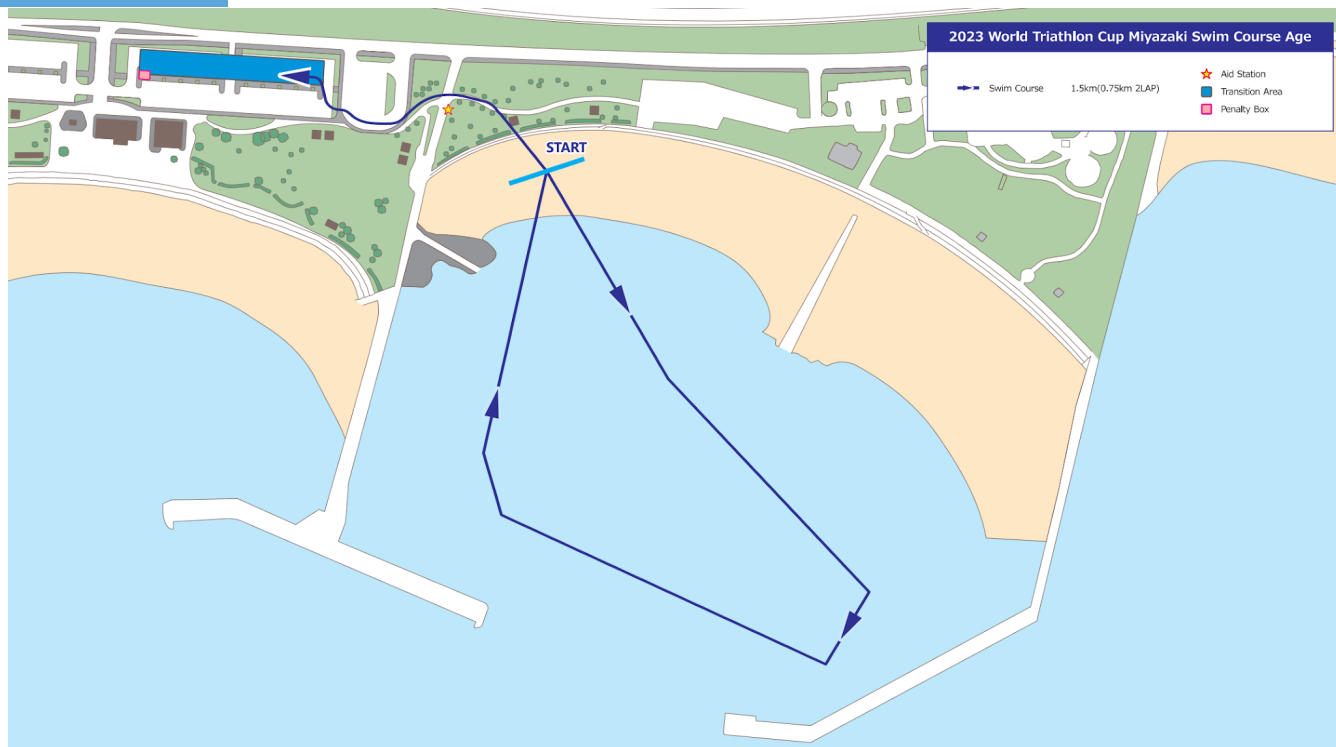 2023 World Triathlon Cup Miyazaki Swim Course Age
Swim Course 1.5km(0.75km 2LAP)
Aid Station
Transition Area
Penalty Box
START